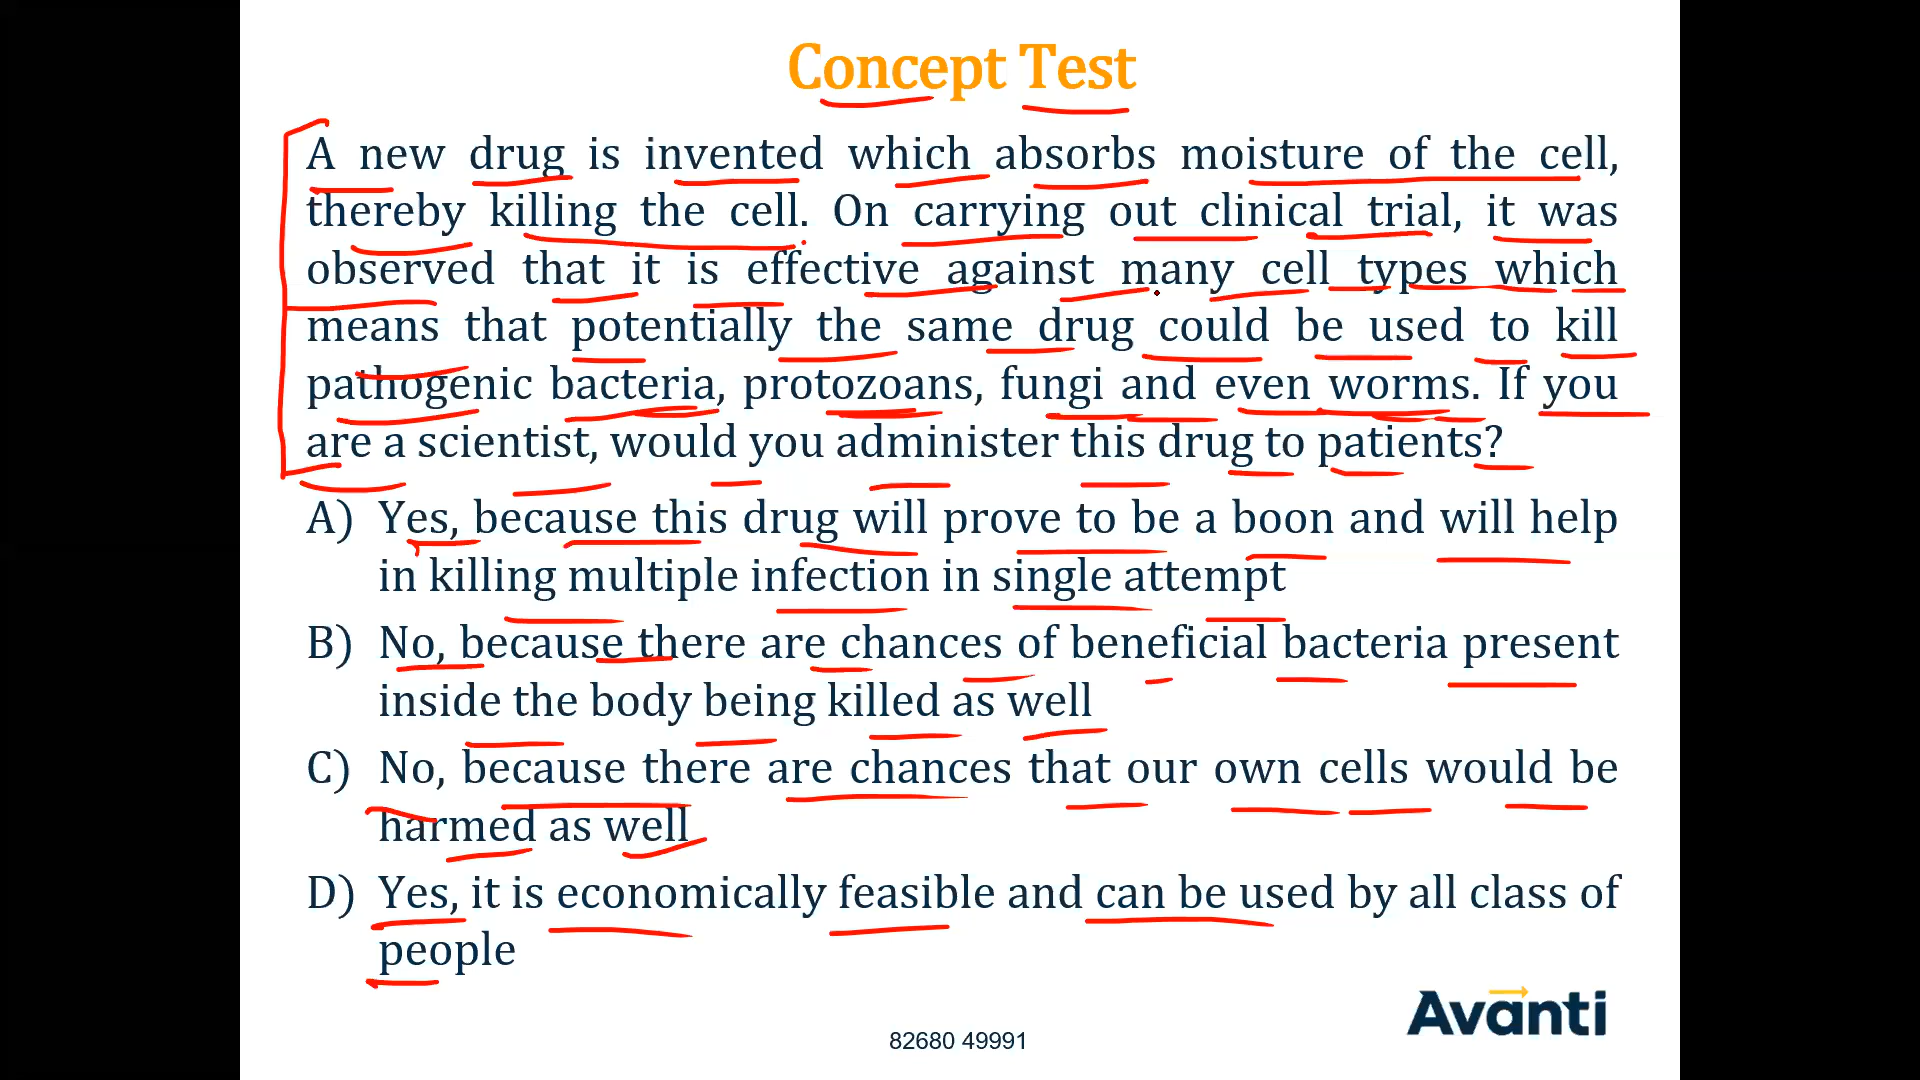 Concept Test
A new drug is invented which absorbs moisture of the cell,
thereby killing the cell. On carrying out clinical trial, it was
observed that it is effective against many cell types which
means that potentially the same drug could be used to kill
pathogenic bacteria, protozoans, fungi and even worms. If you
are a scientist, would you administer this drug to patients?
A) Yes, because this drug will prove to be a boon and will help
in killing multiple infection in single attempt
B) No, because there are chances of beneficial bacteria present
inside the body being killed as well
C) No, because there are chances that our own cells would be
harmed as well
D) Yes, it is economically feasible and can be used by all class of
people
Avanti
82680 49991